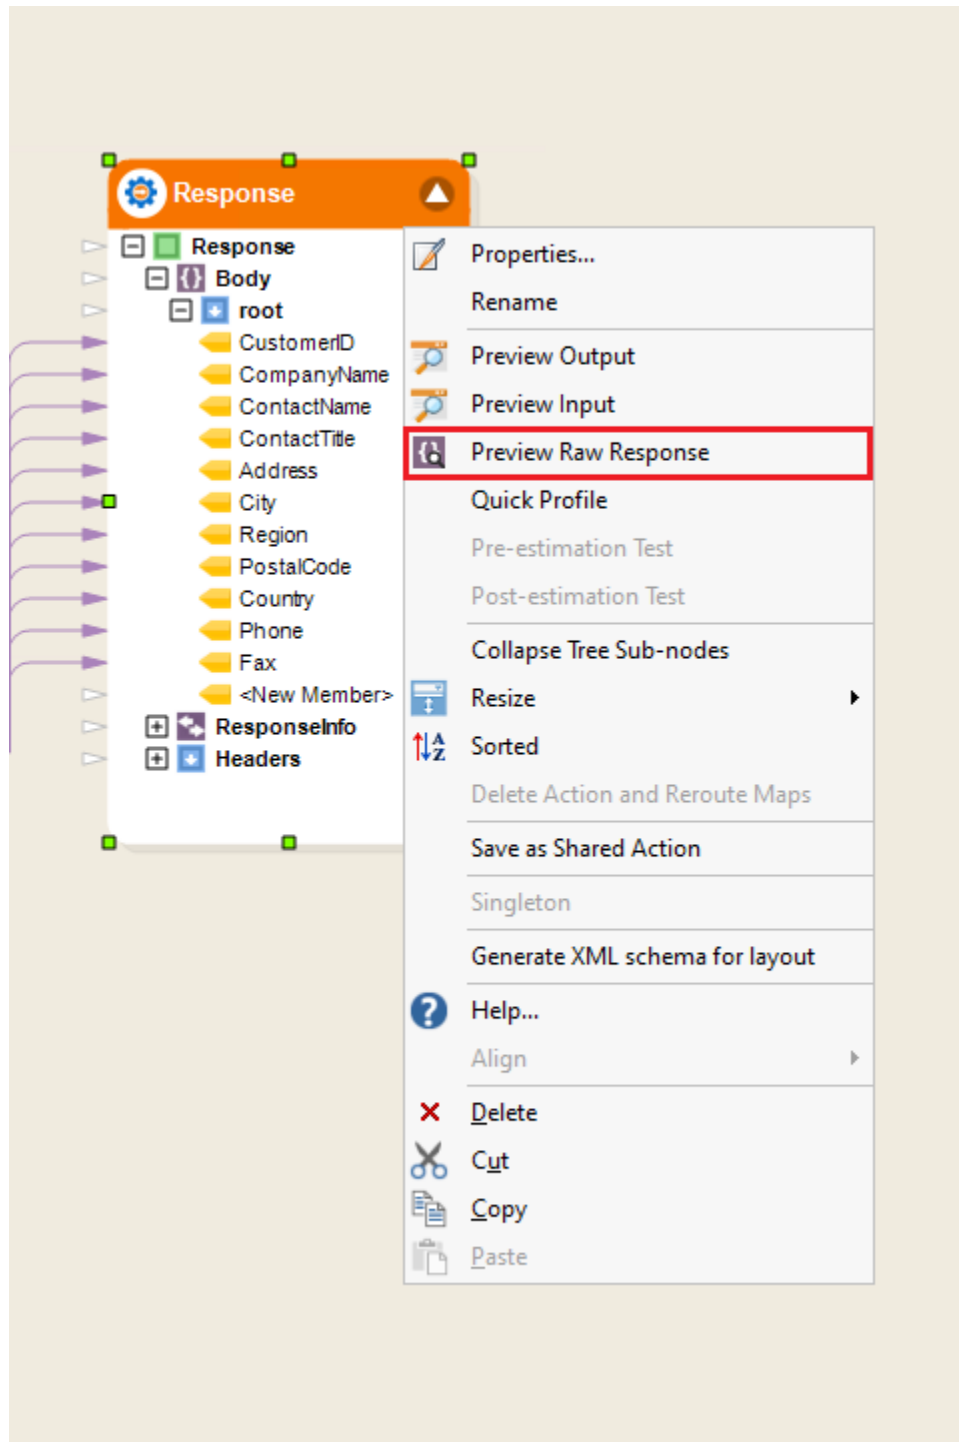 Response
Response
Body
root
CustomerID
CompanyName
ContactName
ContactTitle
Address
City
Region
PostalCode
Country
Phone
Fax
<New Member>
ResponseInfo
Headers
Properties...
Rename
Preview Output
Preview Input
Preview Raw Response
Quick Profile
Pre-estimation Test
Post-estimation Test
Collapse Tree Sub-nodes
Resize
Sorted
Delete Action and Reroute Maps
Save as Shared Action
Singleton
Generate XML schema for layout
Help...
Align
Delete
Cut
Copy
Paste